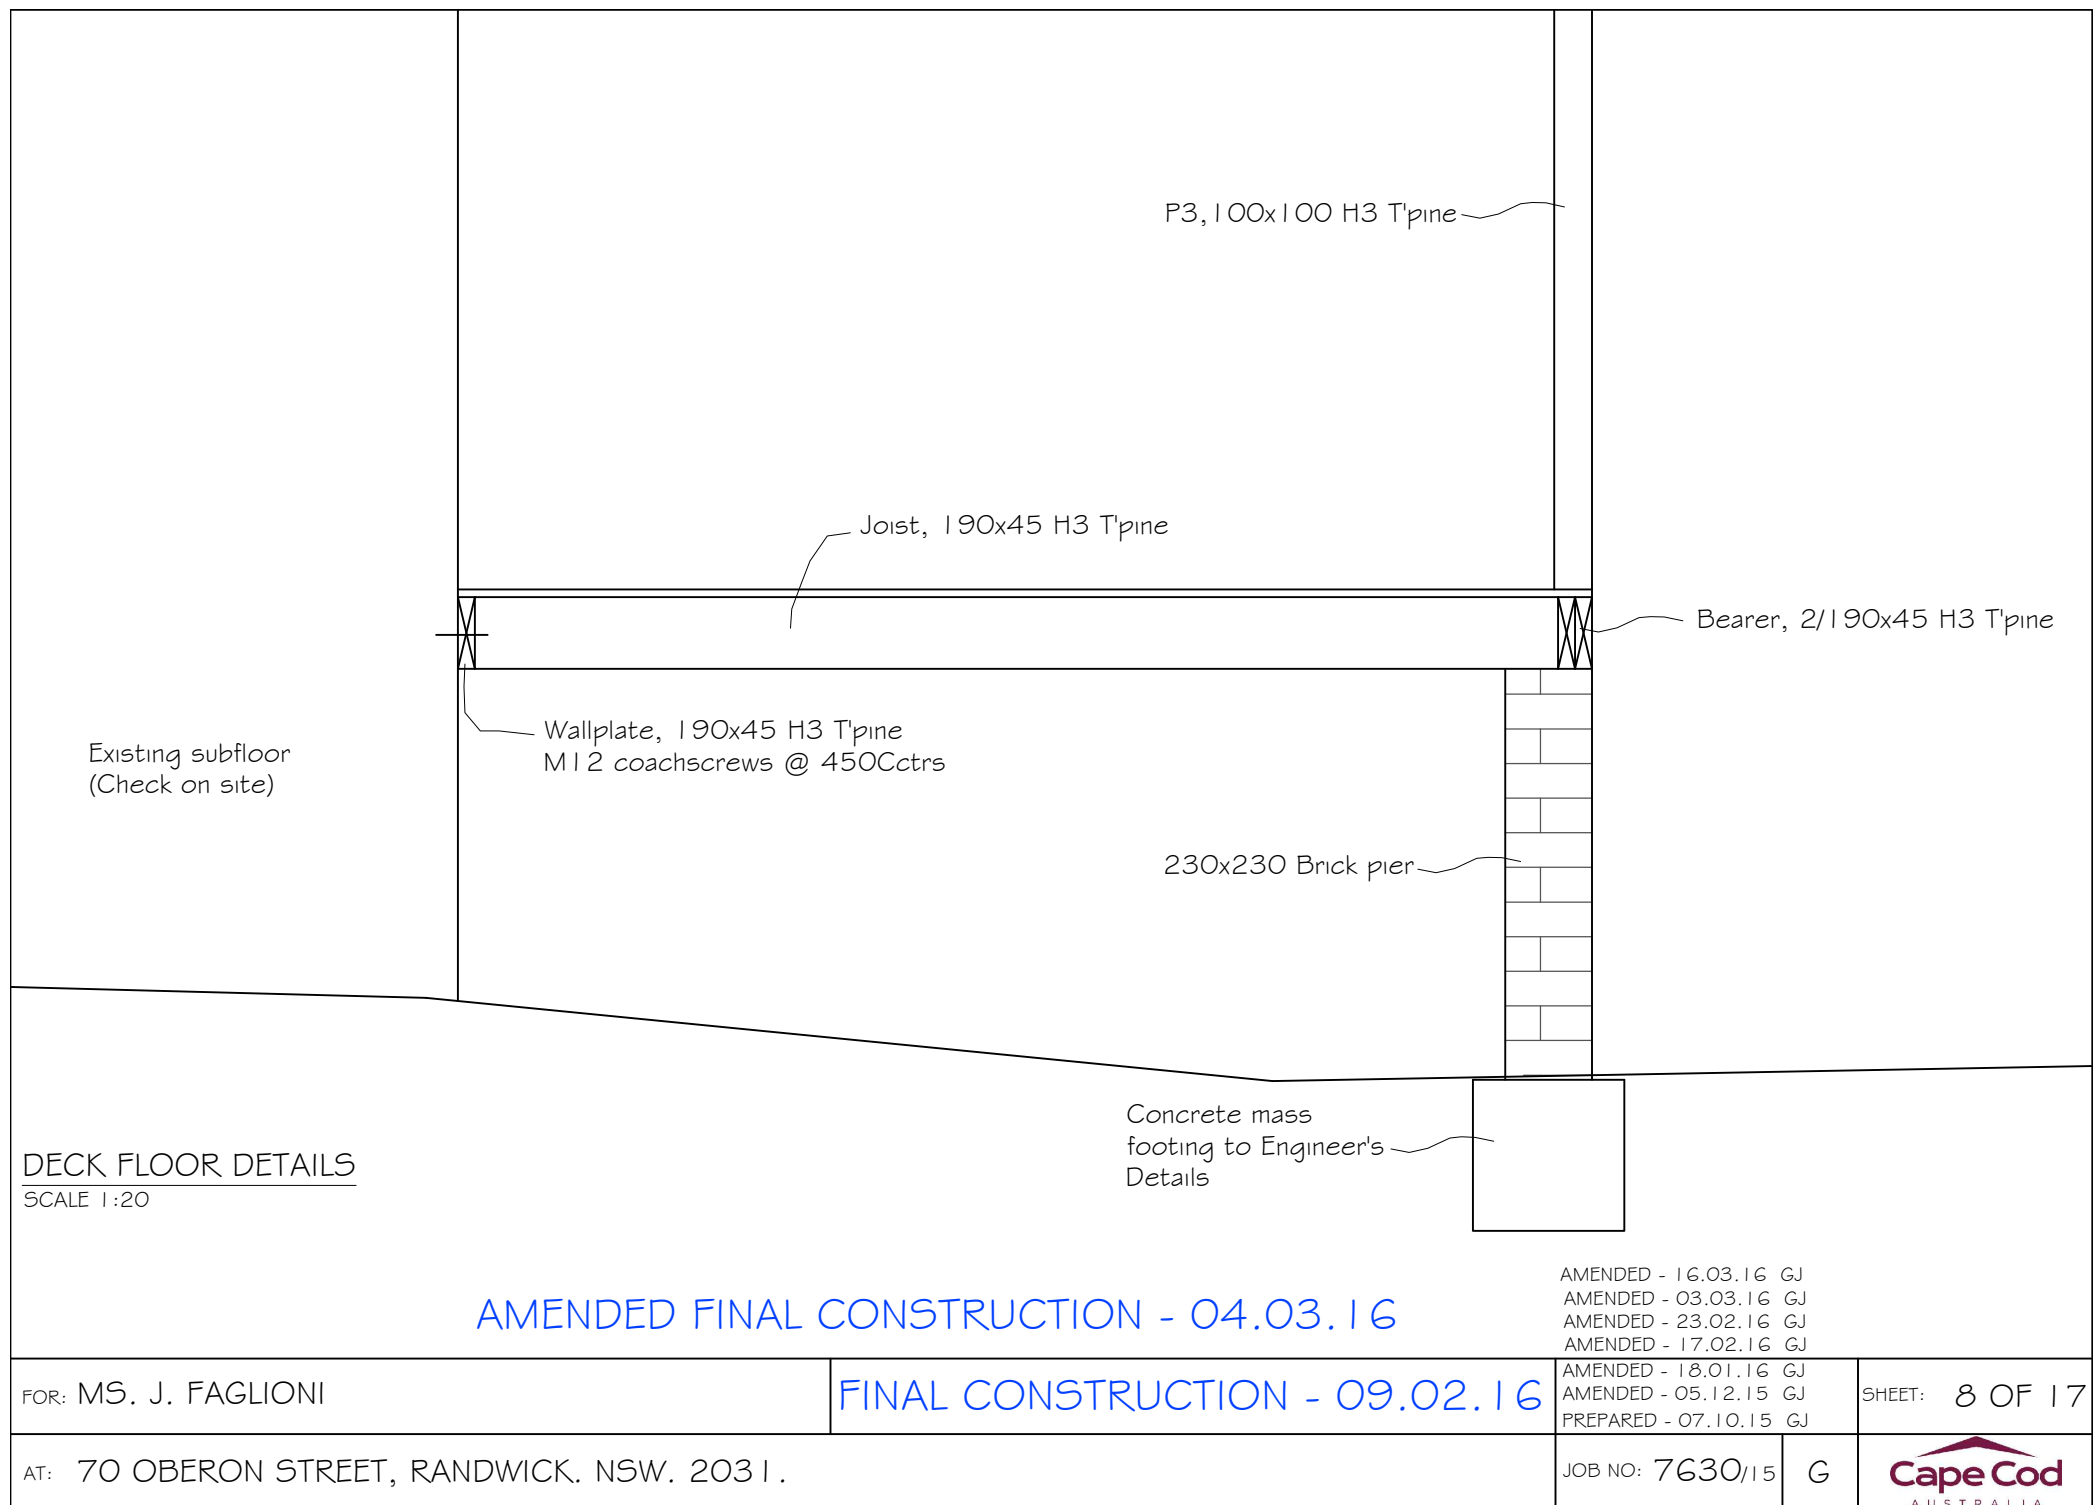 P3, 100x100 H3 T'pine
Joist, 190x45 H3 T'pine
Bearer, 2/190x45 H3 T'pine
Wallplate, 190x45 H3 T'pine
M12 coachscrews @ 450Cctrs
Existing subfloor
(Check on site)
230x230 Brick pier
Concrete mass
footing to Engineer's
Details
DECK FLOOR DETAILS
SCALE 1:20
AMENDED FINAL CONSTRUCTION - 04.03.16
AMENDED - 16.03.16 GJ
AMENDED - 03.03.16 GJ
AMENDED - 23.02.16 GJ
AMENDED - 17.02.16 GJ
AMENDED - 18.01.16 GJ
AMENDED - 05.12.15 GJ
PREPARED - 07.10.15 GJ
FOR: MS. J. FAGLIONI
FINAL CONSTRUCTION - 09.02.16
SHEET: 8 OF 17
AT: 70 OBERON STREET, RANDWICK. NSW. 2031.
JOB NO: 7630/15
G
Cape Cod
AUSTRALIA